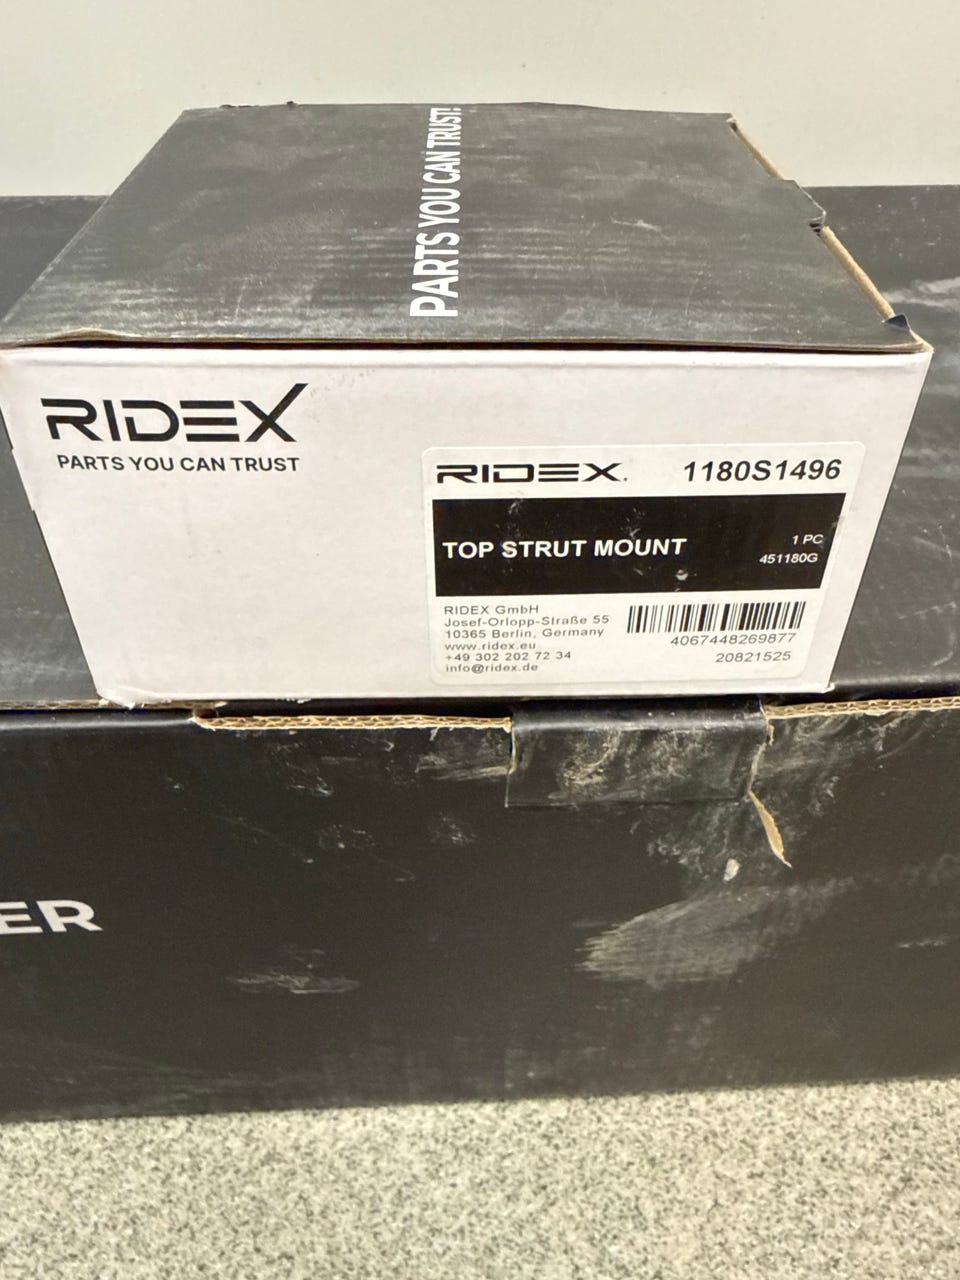 PARTS YOU CAN TRUST!
RIDEX
PARTS YOU CAN TRUST
RIDEX. 1180S1496
TOP STRUT MOUNT
1 PC
451180G
RIDEX GmbH
Josef-Orlopp-Straße 55
10365 Berlin, Germany
www.ridex.eu
+49 302 202 72 34
info@ridex.de
4067448269877
20821525
ER